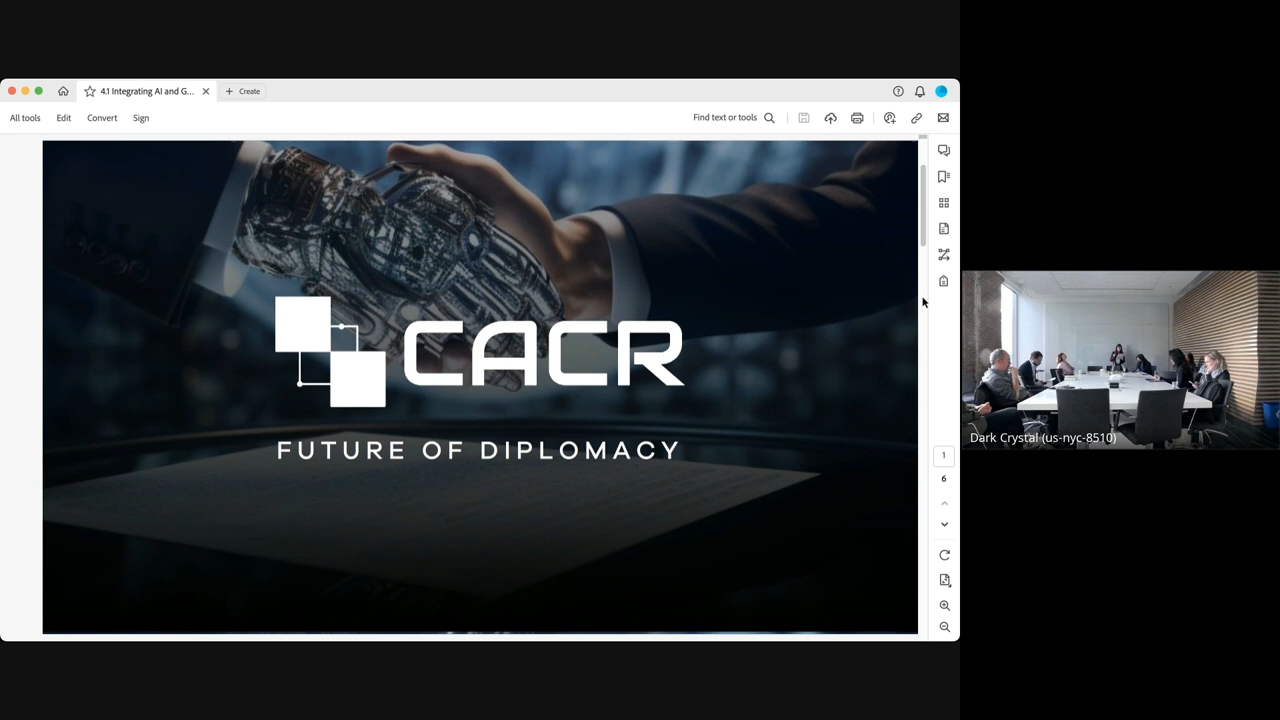 4.1 Integrating AI and G...
Create
All tools
Edit
Convert
Sign
Find text or tools
CACR
FUTURE OF DIPLOMACY
1
6
Dark Crystal (us-nyc-8510)